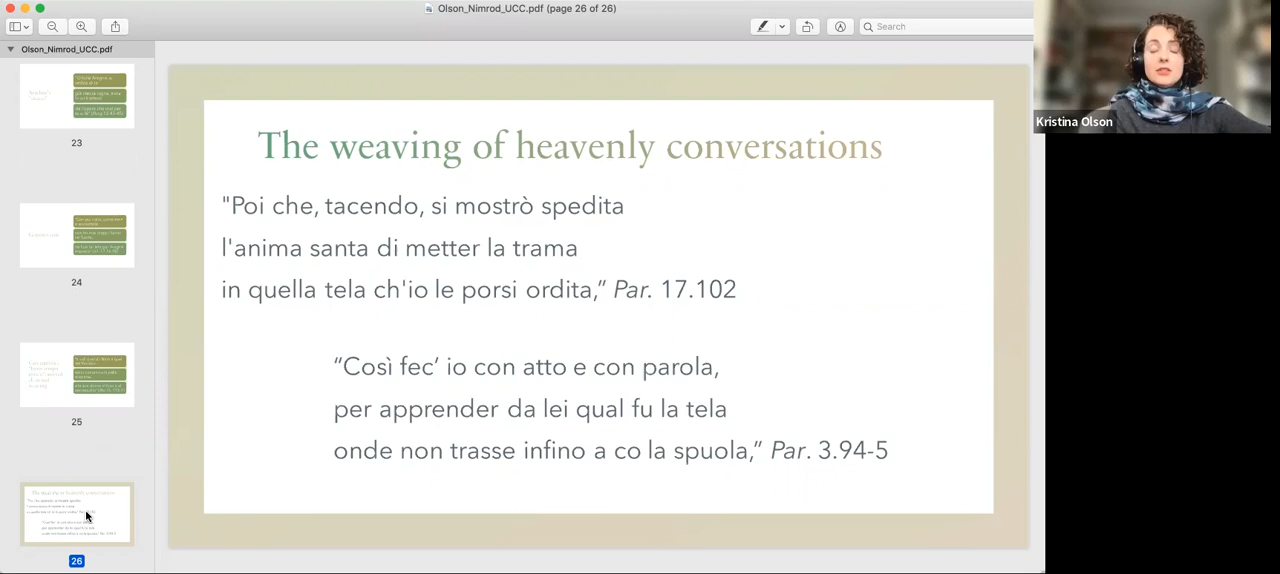 Olson_Nimrod_UCC.pdf (page 26 of 26)
Search
Olson_Nimrod_UCC.pdf
23
24
25
26
The weaving of heavenly conversations
"Poi che, tacendo, si mostrò spedita
l'anima santa di metter la trama
in quella tela ch'io le porsi ordita,” Par. 17.102
“Così fec’ io con atto e con parola,
per apprender da lei qual fu la tela
onde non trasse infino a co la spuola,” Par. 3.94-5
Kristina Olson